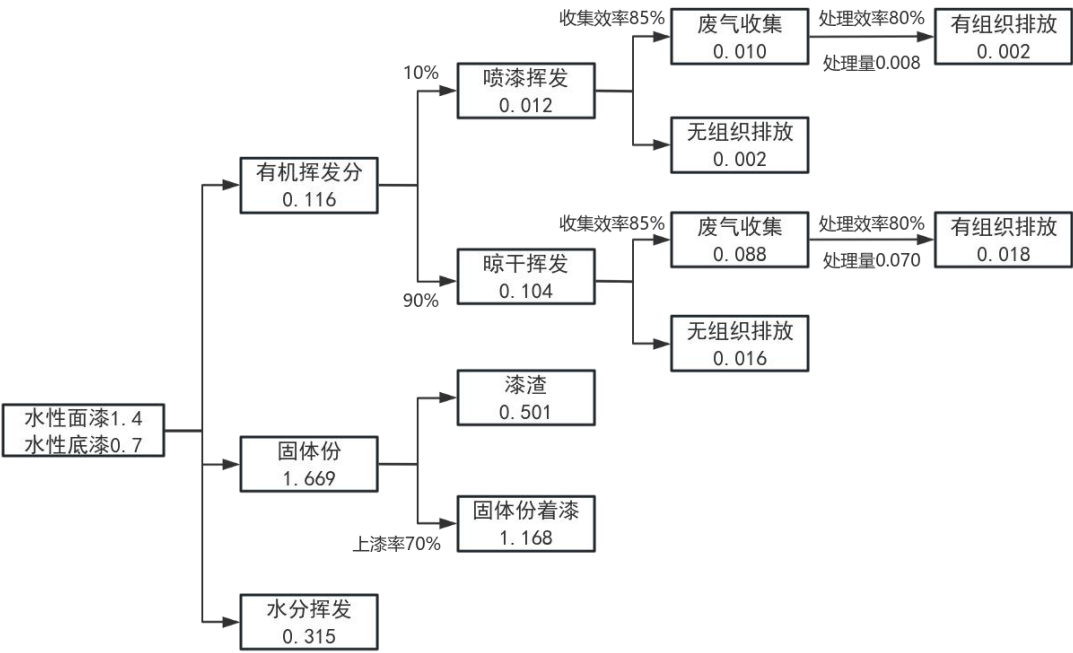 收集效率85%
废气收集
0.010
处理效率80%
处理量0.008
有组织排放
0.002
10%
喷漆挥发
0.012
无组织排放
0.002
有机挥发分
0.116
收集效率85%
废气收集
0.088
处理效率80%
处理量0.070
有组织排放
0.018
90%
晾干挥发
0.104
无组织排放
0.016
水性面漆1.4
水性底漆0.7
固体份
1.669
漆渣
0.501
上漆率70%
固体份着漆
1.168
水分挥发
0.315